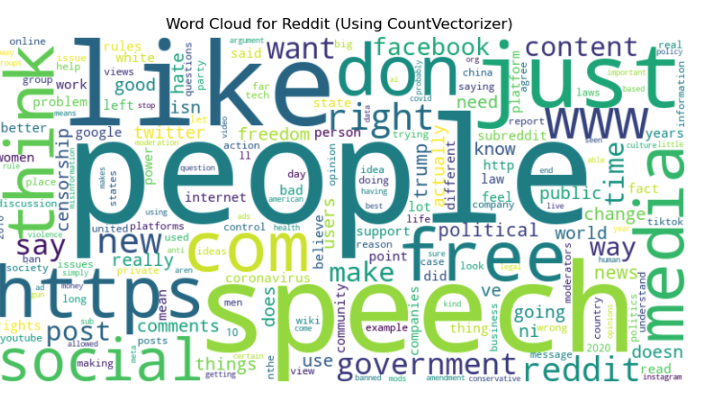 Word Cloud for Reddit (Using CountVectorizer)
online
issue
rules
white
argument
said
big
real
policy
way
groups
help
think
like
want
facebook
content
hate
questions
party
don
just
ai
org
china
saying
probably
tech
far
platform
agree
important
based
laws
information
group
work
views
good
isn
problem
left
means
stop
state
need
covid
let
video
right
www
better
google
twitter
moderation
freedom
person
data
trying
subreddit
report
seen
culture
little
years
women
censorship
misinformation
rule
place
people
power
action
ll
opinion
trump
actually
different
know
http
law
feel
time
able
fact
media
states
makes
question
day
idea
doing
having
end
discussion
internet
bad
users
lot
best
life
company
live
public
change
tiktok
2016
violence
using
american
say
new
united
platforms
com
ads
health
control
believe
support
reason
political
free
world
year
ban
used
really
anti
ideas
point
sure
case
did
look
legal
way
human
news
society
issues
simply
private
aren
coronavirus
make
moderators
understand
https
speech
ad
gun
money
long
mean
men
does
community
companies
ve
kind
going
rights
sub
post
comments
10
wiki
come
example
thing
business
ni
wrong
country
opinions
politics
youtube
allowed
posts
2020
doesn
social
meta
things
certain
nthe
use
government
message
reddit
read
making
getting
view
banned
mods
amendment
conservative
instagram